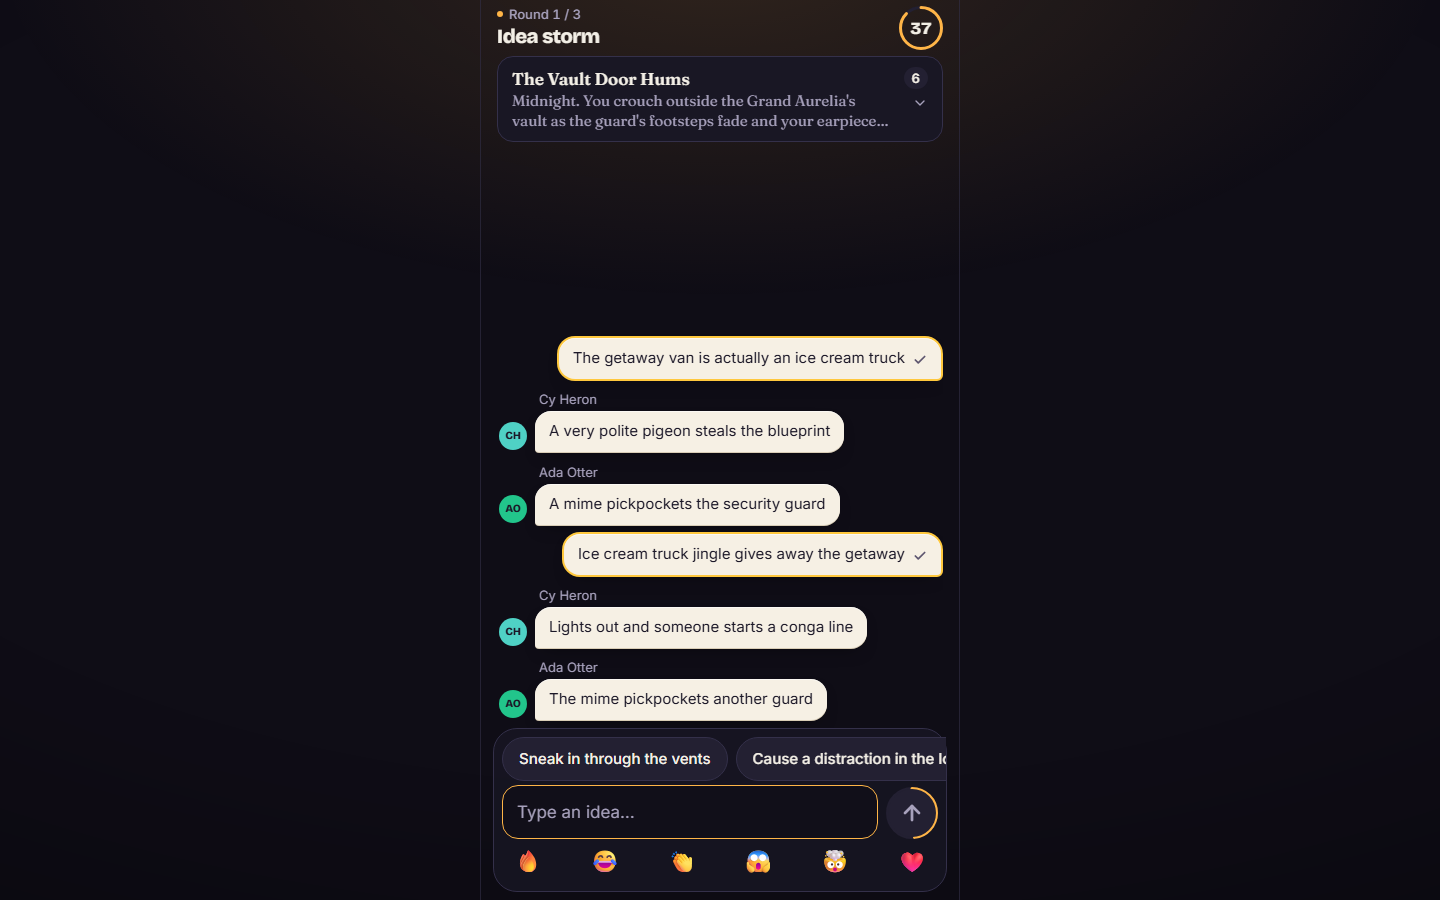 Round 1 / 3
Idea storm
37
The Vault Door Hums
6
Midnight. You crouch outside the Grand Aurelia's
vault as the guard's footsteps fade and your earpiece...
The getaway van is actually an ice cream truck
Cy Heron
CH
A very polite pigeon steals the blueprint
Ada Otter
AO
A mime pickpockets the security guard
Ice cream truck jingle gives away the getaway
Cy Heron
CH
Lights out and someone starts a conga line
Ada Otter
AO
The mime pickpockets another guard
Sneak in through the vents
Cause a distraction in the
Type an idea...